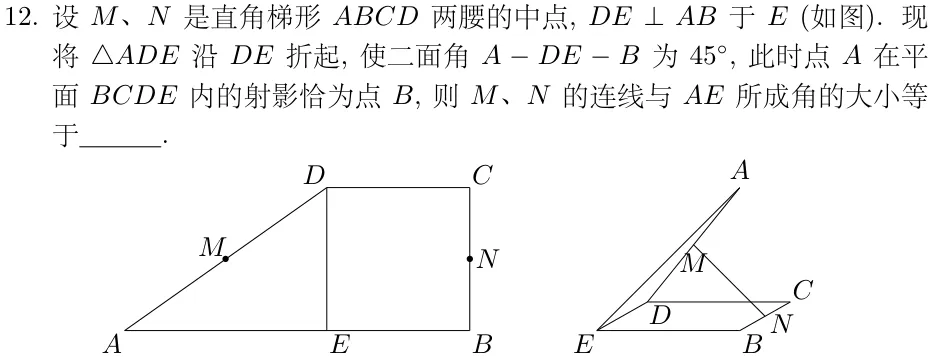 12. 设 M、N 是直角梯形 ABCD 两腰的中点, DE ⊥ AB 于 E (如图). 现
将 △ADE 沿 DE 折起, 使二面角 A − DE − B 为 45°, 此时点 A 在平
面 BCDE 内的射影恰为点 B, 则 M、N 的连线与 AE 所成角的大小等
于______.
D C A
M N M
C
D N
A E B E B